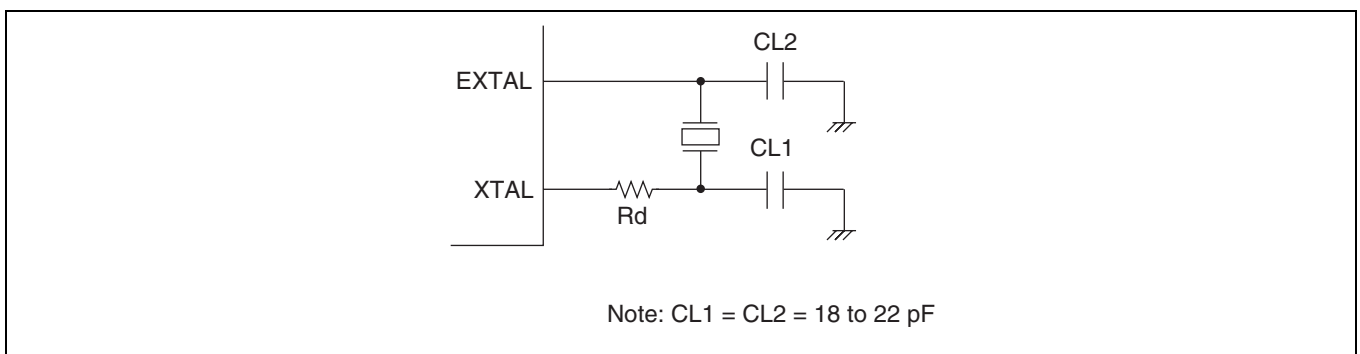 CL2
EXTAL
CL1
XTAL
Rd
Note: CL1 = CL2 = 18 to 22 pF